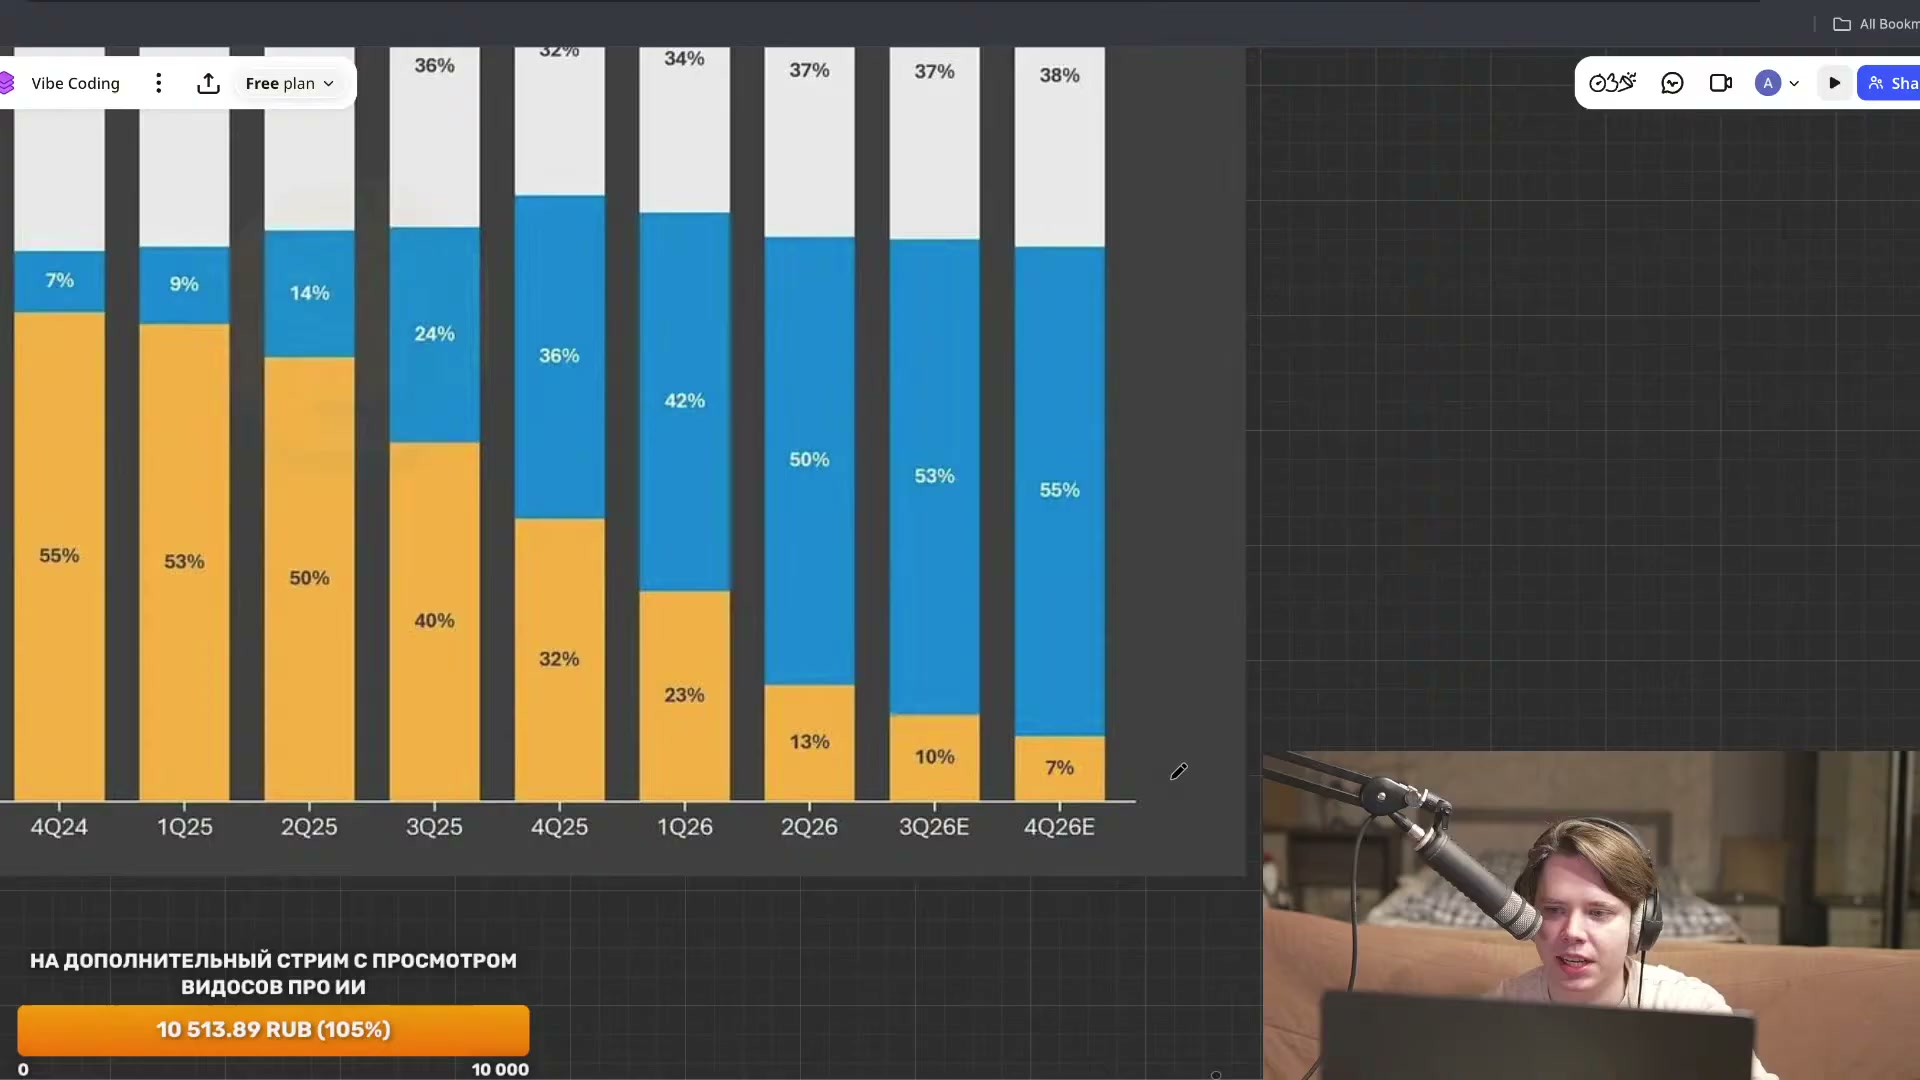 All Bookm
Vibe Coding
Free plan
A
Sha
36%
32%
34%
37%
37%
38%
7%
9%
14%
24%
36%
42%
50%
53%
55%
55%
53%
50%
40%
32%
23%
13%
10%
7%
4Q24
1Q25
2Q25
3Q25
4Q25
1Q26
2Q26
3Q26E
4Q26E
НА ДОПОЛНИТЕЛЬНЫЙ СТРИМ С ПРОСМОТРОМ
ВИДОСОВ ПРО ИИ
10 513.89 RUB (105%)
0
10 000